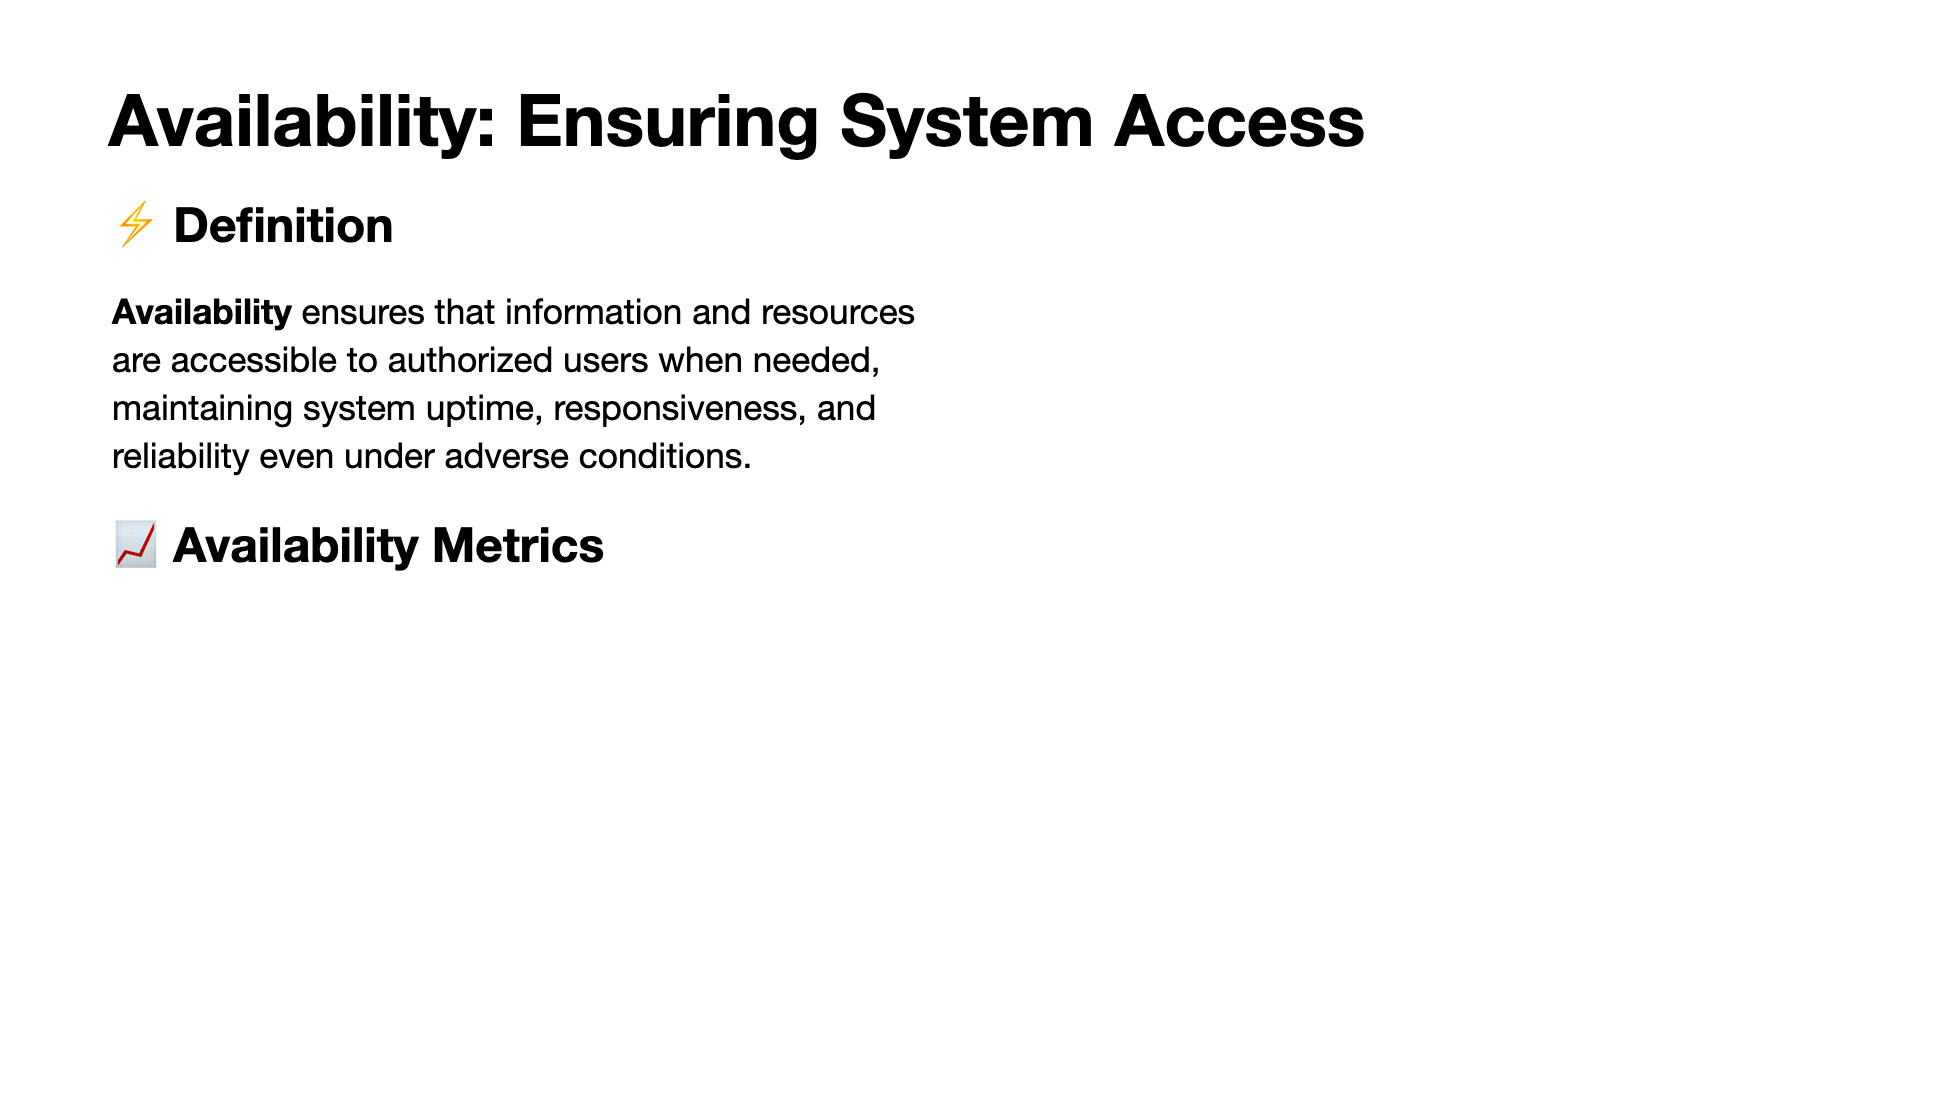 Availability: Ensuring System Access
⚡ Definition
Availability ensures that information and resources
are accessible to authorized users when needed,
maintaining system uptime, responsiveness, and
reliability even under adverse conditions.
📈 Availability Metrics